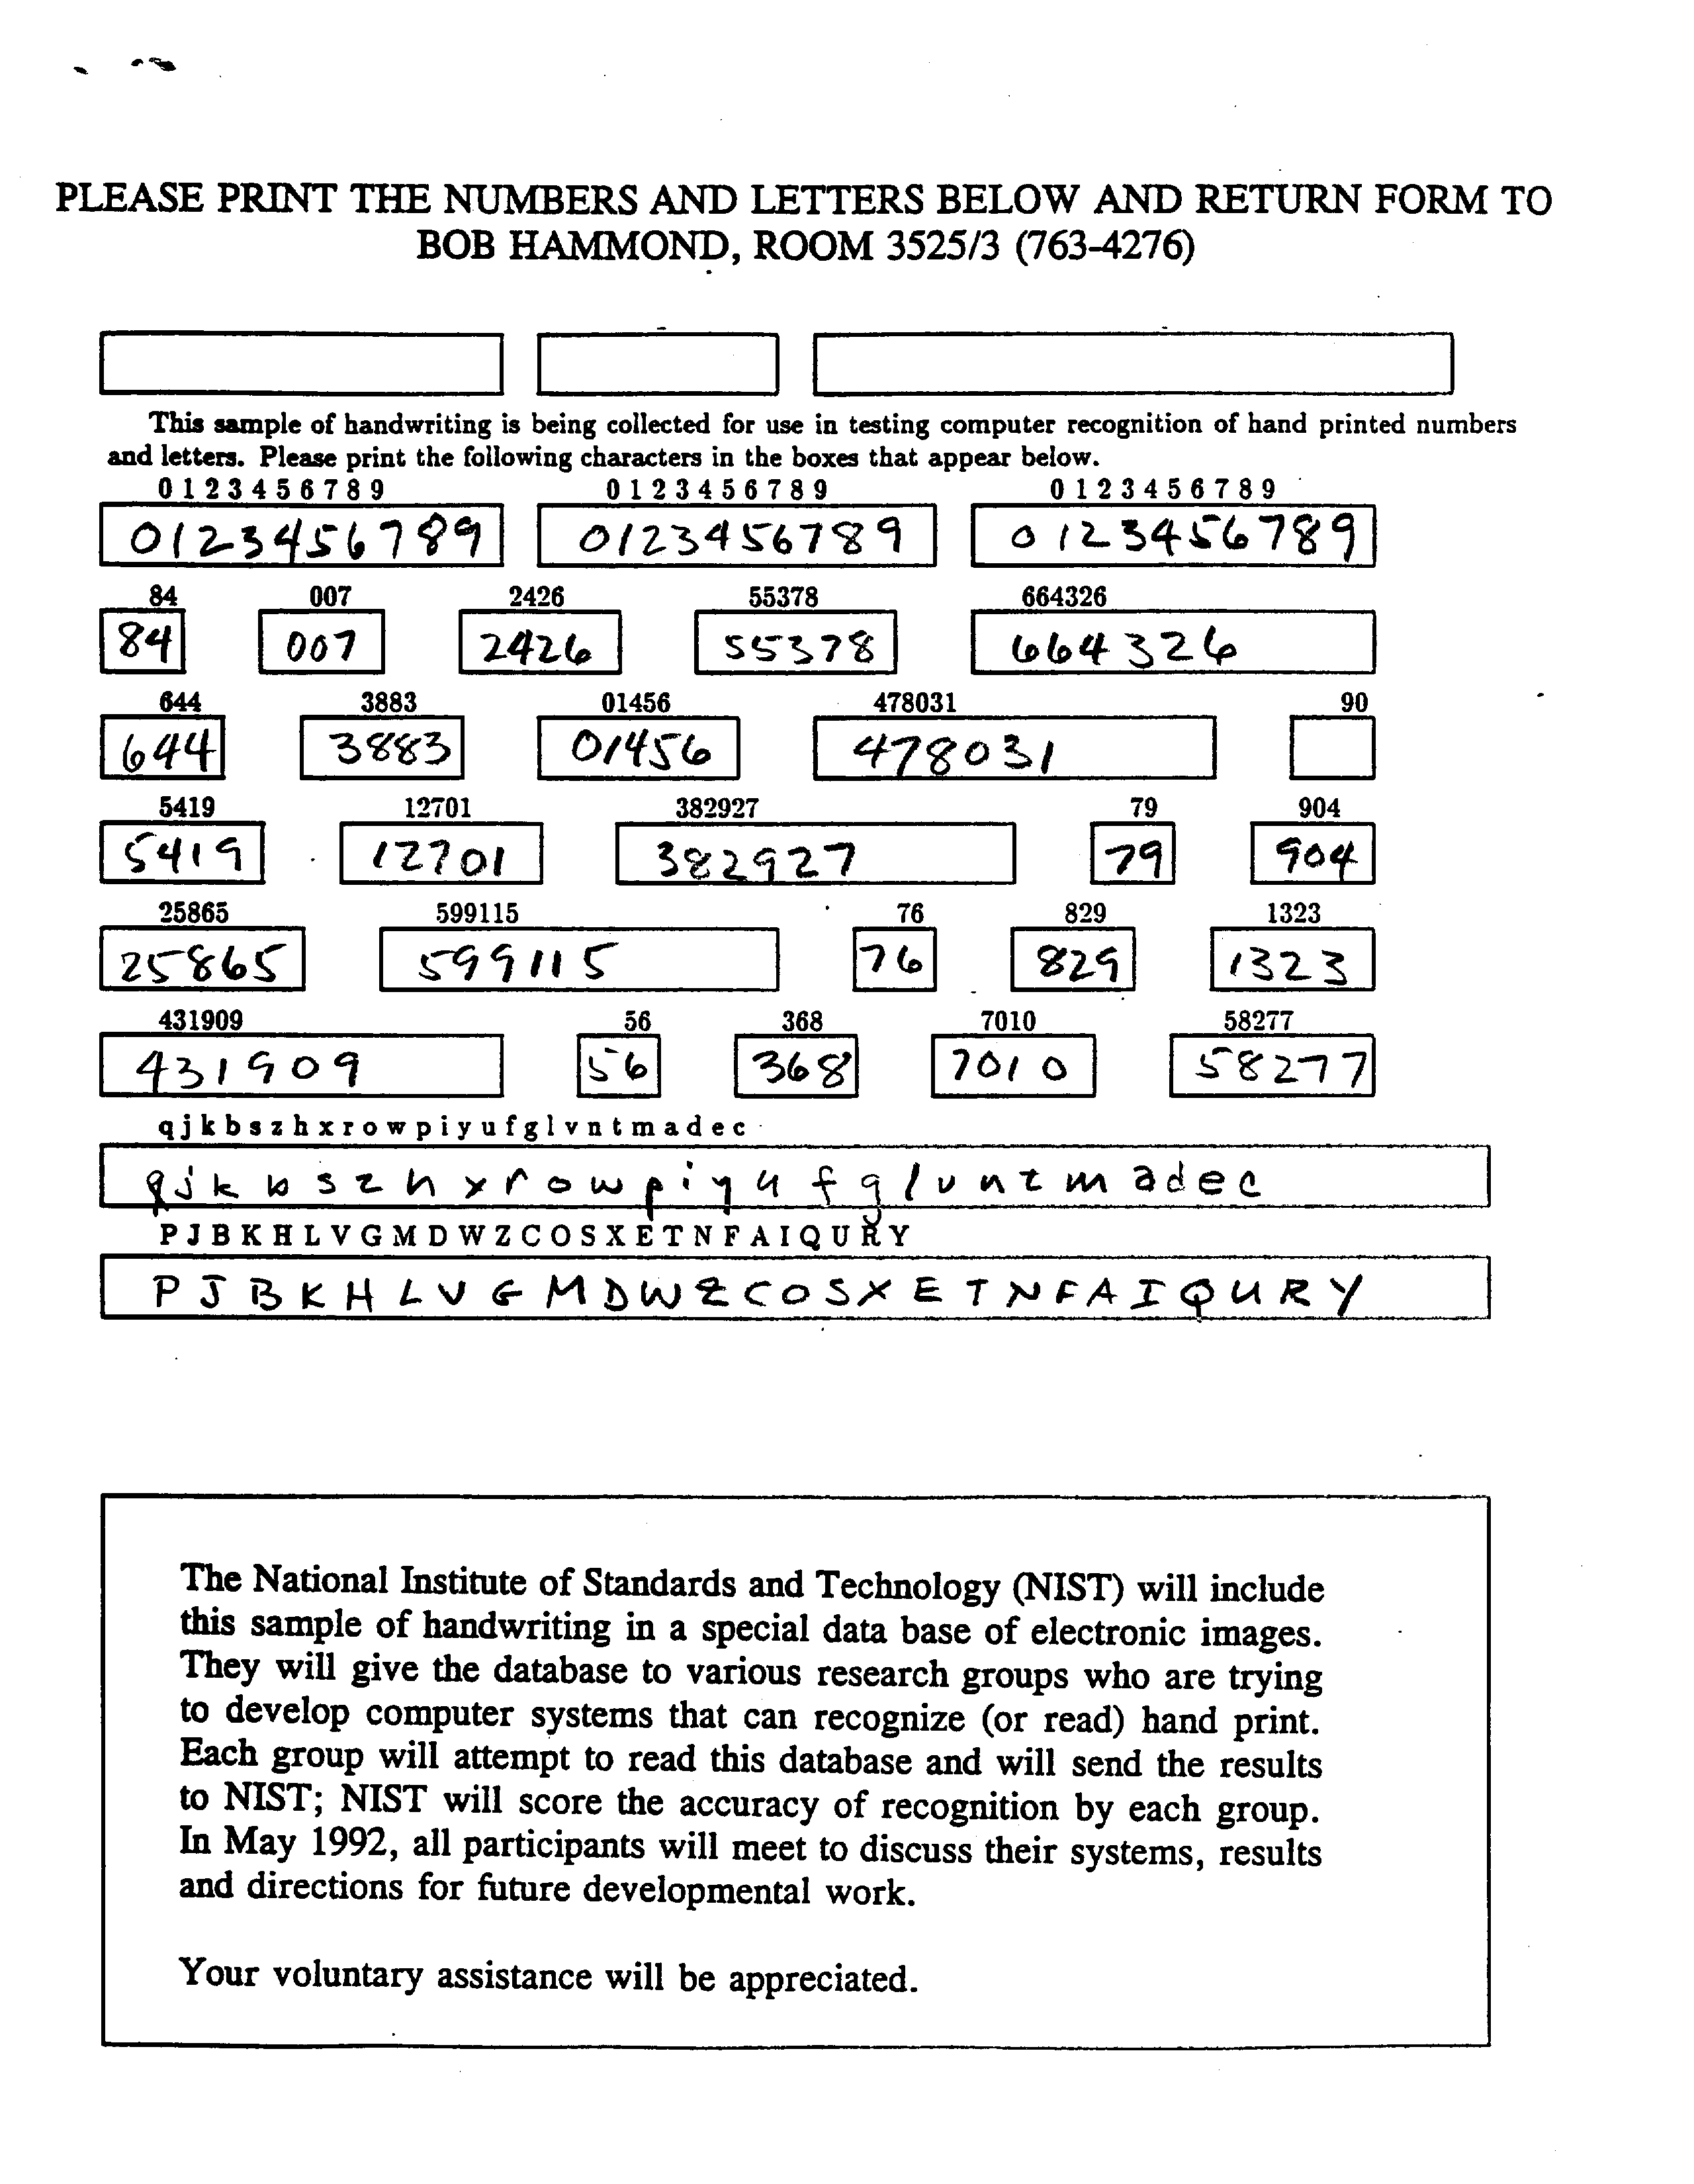 PLEASE PRINT THE NUMBERS AND LETTERS BELOW AND RETURN FORM TO
BOB HAMMOND, ROOM 3525/3 (763-4276)
This sample of handwriting is being collected for use in testing computer recognition of hand printed numbers
and letters. Please print the following characters in the boxes that appear below.
0 1 2 3 4 5 6 7 8 9 0 1 2 3 4 5 6 7 8 9 0 1 2 3 4 5 6 7 8 9
0123456789 0123456789 0123456789
84 007 2426 55378 664326
84 007 2426 55378 664326
644 3883 01456 478031 90
644 3883 01456 478031
5419 12701 382927 79 904
5419 12701 382927 79 904
25865 599115 76 829 1323
25865 599115 76 829 1323
431909 56 368 7010 58277
431909 56 368 7010 58277
q j k b s z h x r o w p i y u f g l v n t m a d e c
q j k b s z h x r o w p i y u f g l v n t m a d e c
P J B K H L V G M D W Z C O S X E T N F A I Q U R Y
P J B K H L V G M D W Z C O S X E T N F A I Q U R Y
The National Institute of Standards and Technology (NIST) will include
this sample of handwriting in a special data base of electronic images.
They will give the database to various research groups who are trying
to develop computer systems that can recognize (or read) hand print.
Each group will attempt to read this database and will send the results
to NIST; NIST will score the accuracy of recognition by each group.
In May 1992, all participants will meet to discuss their systems, results
and directions for future developmental work.
Your voluntary assistance will be appreciated.